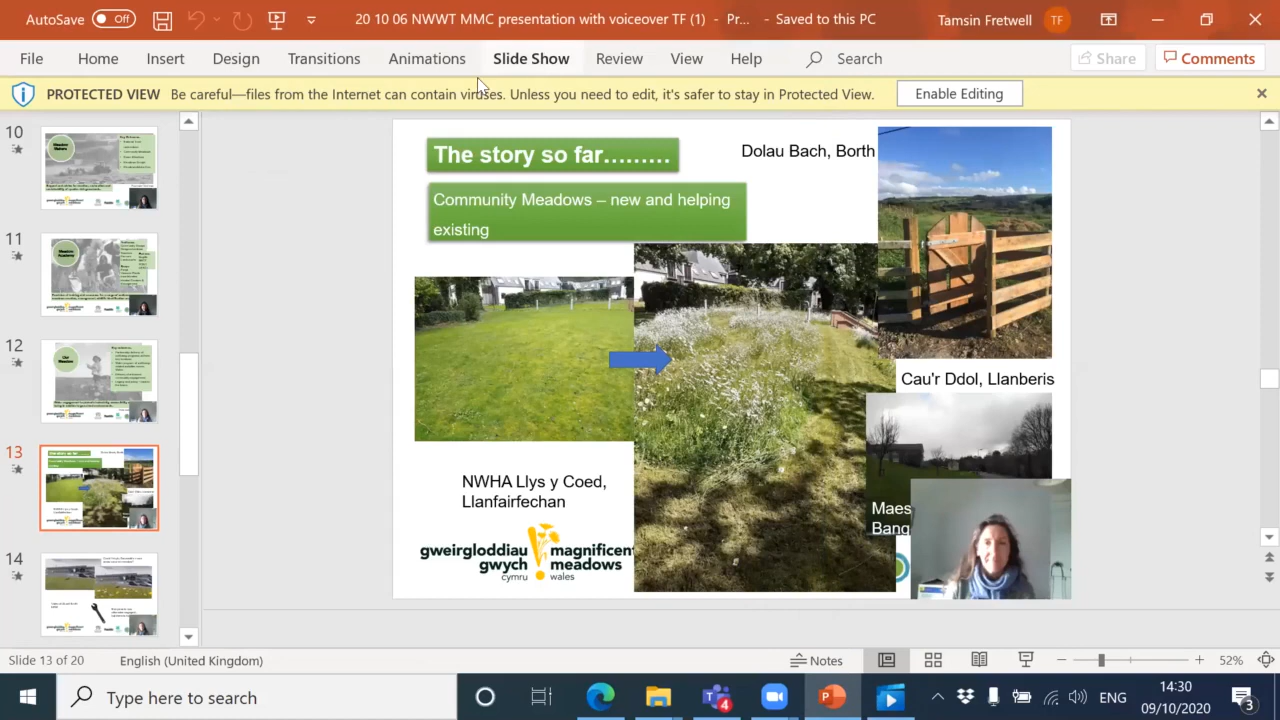 AutoSave Off
20 10 06 NWWT MMC presentation with voiceover TF (1) - Pr... - Saved to this PC
Tamsin Fretwell TF
File Home Insert Design Transitions Animations Slide Show Review View Help Search Share Comments
PROTECTED VIEW Be careful—files from the Internet can contain viruses. Unless you need to edit, it's safer to stay in Protected View. Enable Editing
10
11
12
13
14
The story so far.........
Dolau Bach, Borth
Community Meadows – new and helping
existing
Cau'r Ddol, Llanberis
NWHA Llys y Coed,
Llanfairfechan
Maes
Bang
gweirgloddiau magnificent
gwych meadows
cymru wales
Slide 13 of 20 English (United Kingdom) Notes 52%
Type here to search
4
ENG
14:30
09/10/2020
3